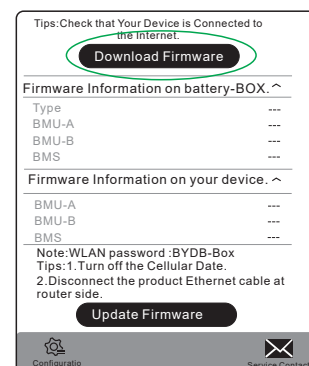 Tips:Check that Your Device is Connected to
the Internet.
Download Firmware
Firmware Information on battery-BOX.
Type ---
BMU-A ---
BMU-B ---
BMS ---
Firmware Information on your device.
BMU-A ---
BMU-B ---
BMS ---
Note:WLAN password :BYDB-Box
Tips:1.Turn off the Cellular Date.
2.Disconnect the product Ethernet cable at
router side.
Update Firmware
Configuratio Service Contact